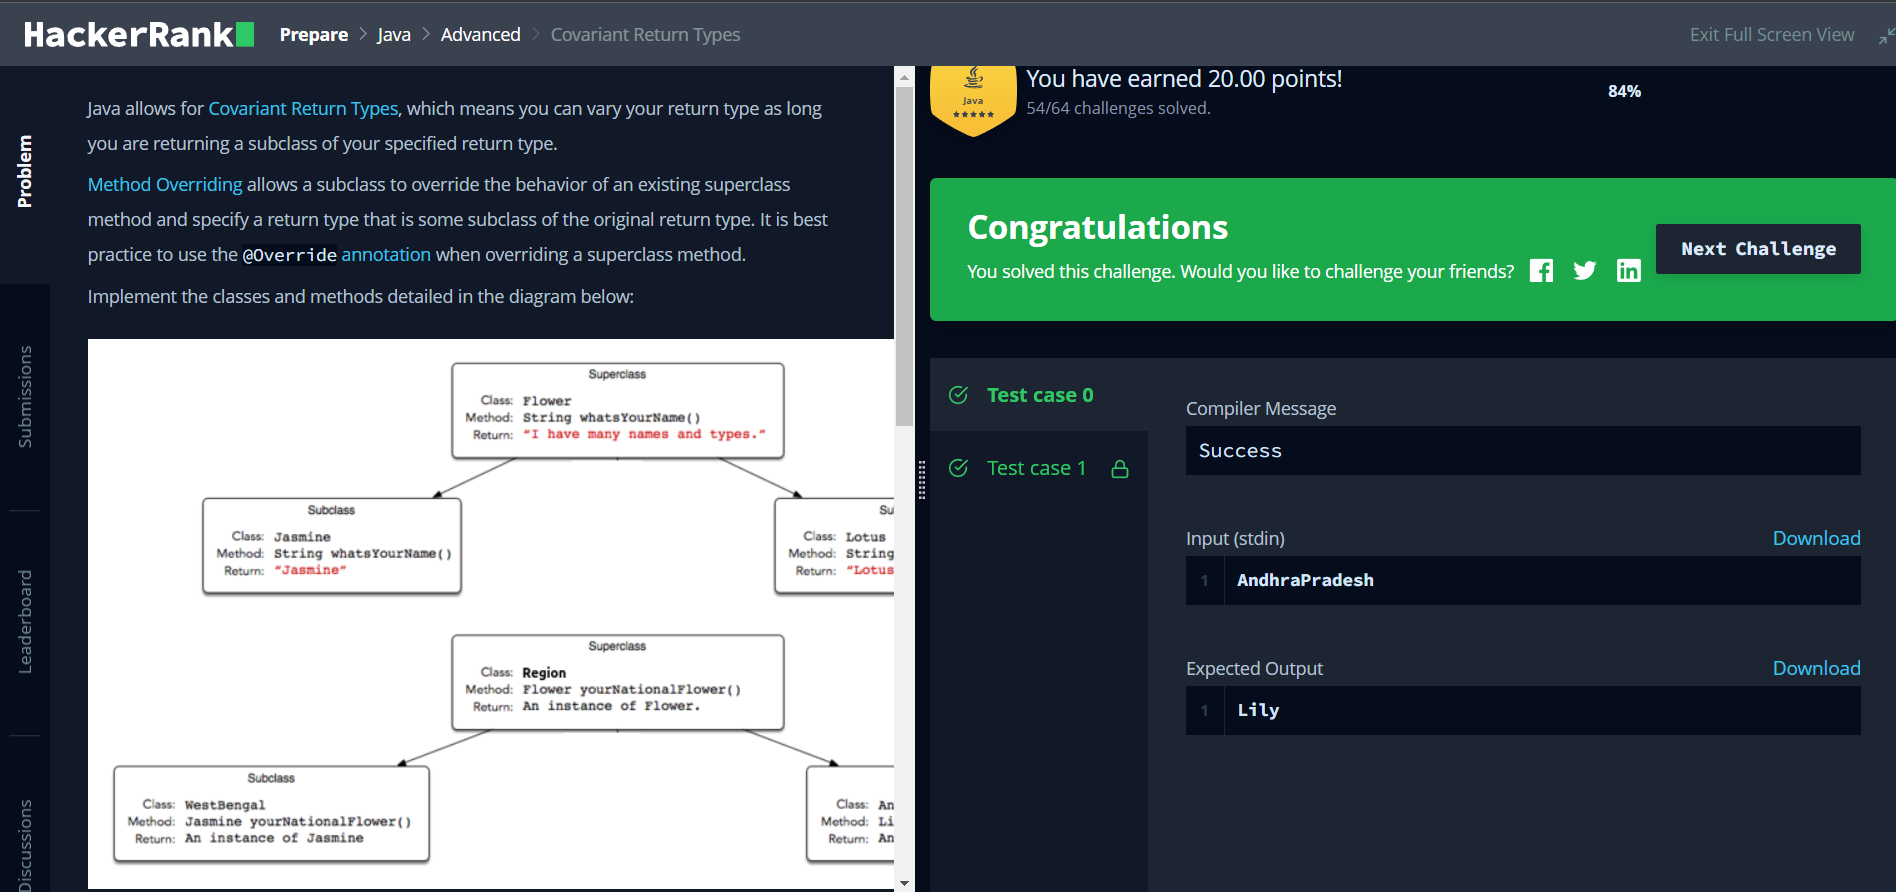 HackerRank
Prepare > Java > Advanced > Covariant Return Types
Exit Full Screen View
Problem
Submissions
Leaderboard
Discussions
Java allows for Covariant Return Types, which means you can vary your return type as long
you are returning a subclass of your specified return type.
Method Overriding allows a subclass to override the behavior of an existing superclass
method and specify a return type that is some subclass of the original return type. It is best
practice to use the @Override annotation when overriding a superclass method.
Implement the classes and methods detailed in the diagram below:
Superclass
Class: Flower
Method: String whatsYourName()
Return: "I have many names and types."
Subclass
Class: Jasmine
Method: String whatsYourName()
Return: "Jasmine"
Su
Class: Lotus
Method: String
Return: "Lotus
Superclass
Class: Region
Method: Flower yourNationalFlower()
Return: An instance of Flower.
Subclass
Class: WestBengal
Method: Jasmine yourNationalFlower()
Return: An instance of Jasmine
Class: An
Method: Li
Return: An
Java
You have earned 20.00 points!
54/64 challenges solved.
84%
Congratulations
You solved this challenge. Would you like to challenge your friends?
Next Challenge
Test case 0
Test case 1
Compiler Message
Success
Input (stdin)
Download
1 AndhraPradesh
Expected Output
Download
1 Lily